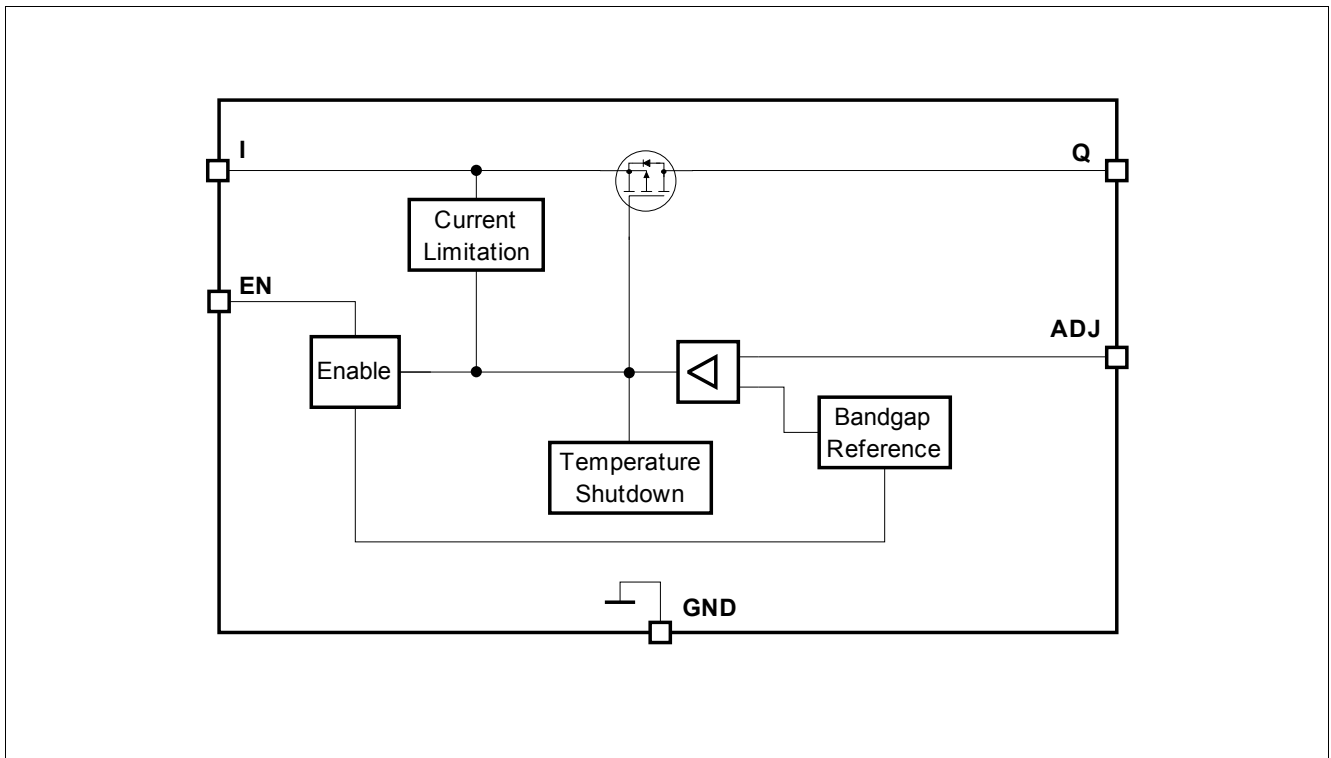 I
Q
Current
Limitation
EN
ADJ
Enable
Bandgap
Reference
Temperature
Shutdown
GND